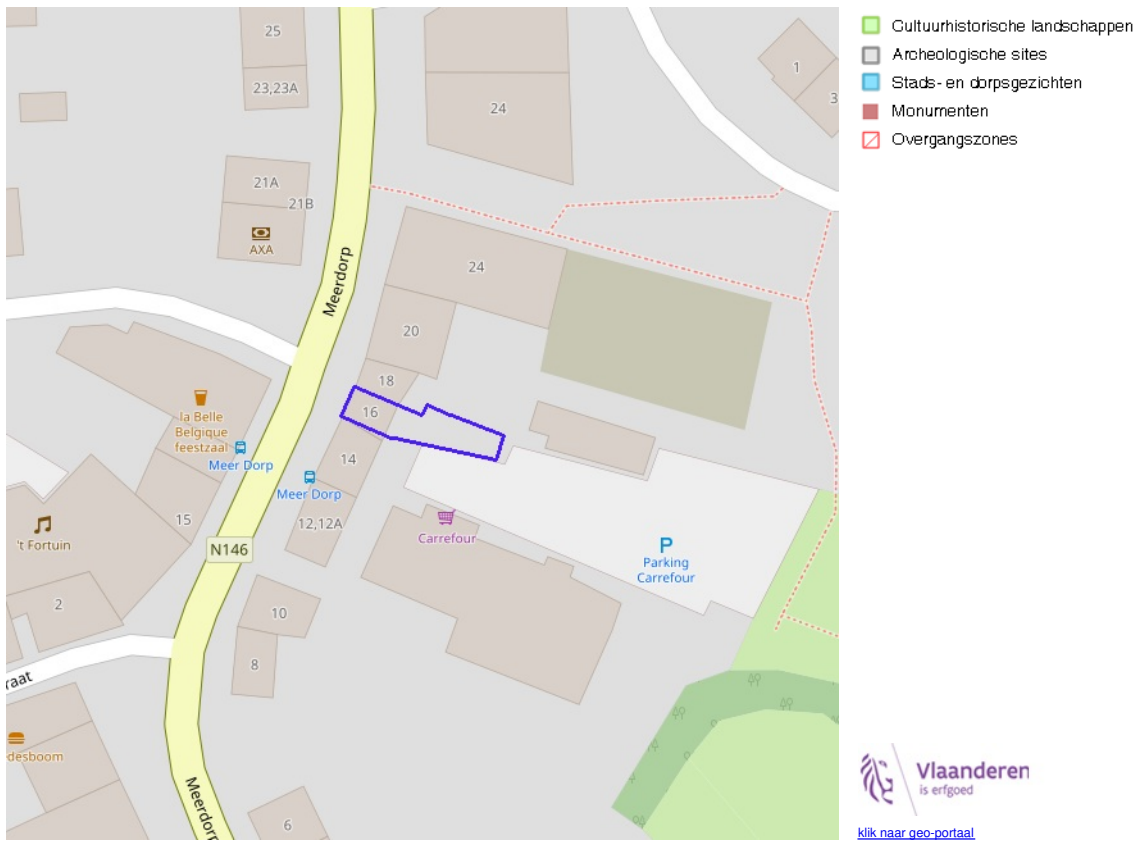 25
23,23A
24
1
3
21A
21B
AXA
Meerdorp
24
20
18
16
la Belle
Belgique
feestzaal
Meer Dorp
14
Meer Dorp
12,12A
15
't Fortuin
N146
Carrefour
P
Parking
Carrefour
2
10
8
raat
desboom
Meerdorp
6
Cultuurhistorische landschappen
Archeologische sites
Stads- en dorpsgezichten
Monumenten
Overgangszones
Vlaanderen
is erfgoed
klik naar geo-portaal